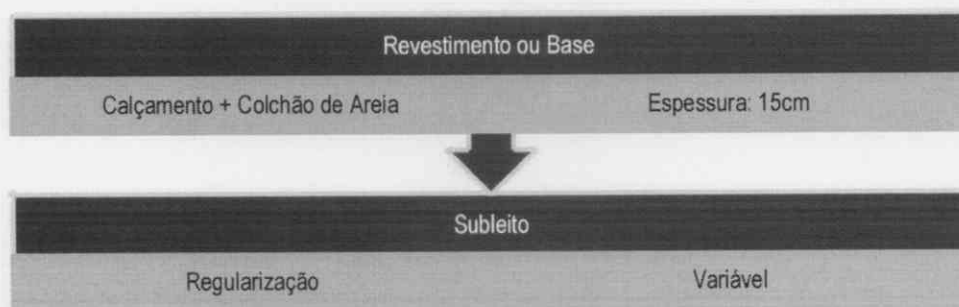 Revestimento ou Base
Calçamento + Colchão de Areia Espessura: 15cm
Subleito
Regularização Variável